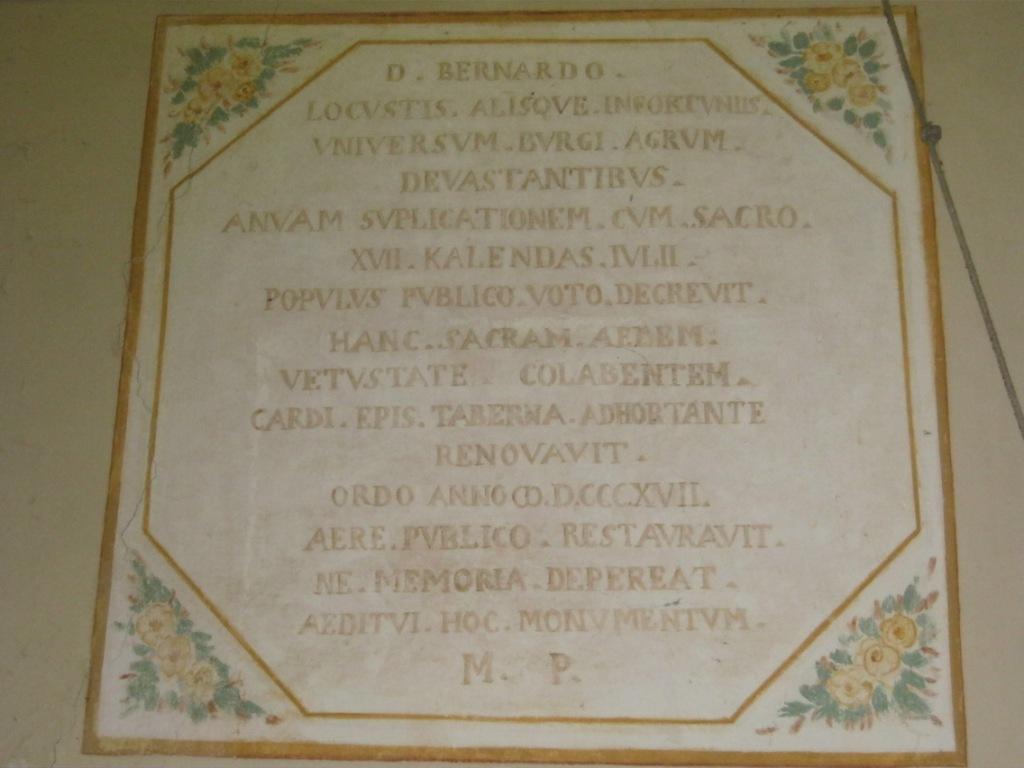 D. BERNARDO.
LOCVSTIS. ALIISQVE. INFORTVNIIS.
VNIVERSVM. BVRGI. AGRVM.
DEVASTANTIBVS.
ANVAM SVPLICATIONEM. CVM. SACRO.
XVII. KALENDAS. IVLII.
POPVLVS PVBLICO. VOTO. DECREVIT.
HANC. SACRAM. AEDEM.
VETVSTATE COLABENTEM.
CARDI. EPIS. TABERNA. ADHORTANTE
RENOVAVIT.
ORDO ANNO ↀ. D.CCCXVII.
AERE. PVBLICO. RESTAVRAVIT.
NE. MEMORIA. DEPEREAT.
AEDITVI. HOC. MONVMENTVM.
M. P.